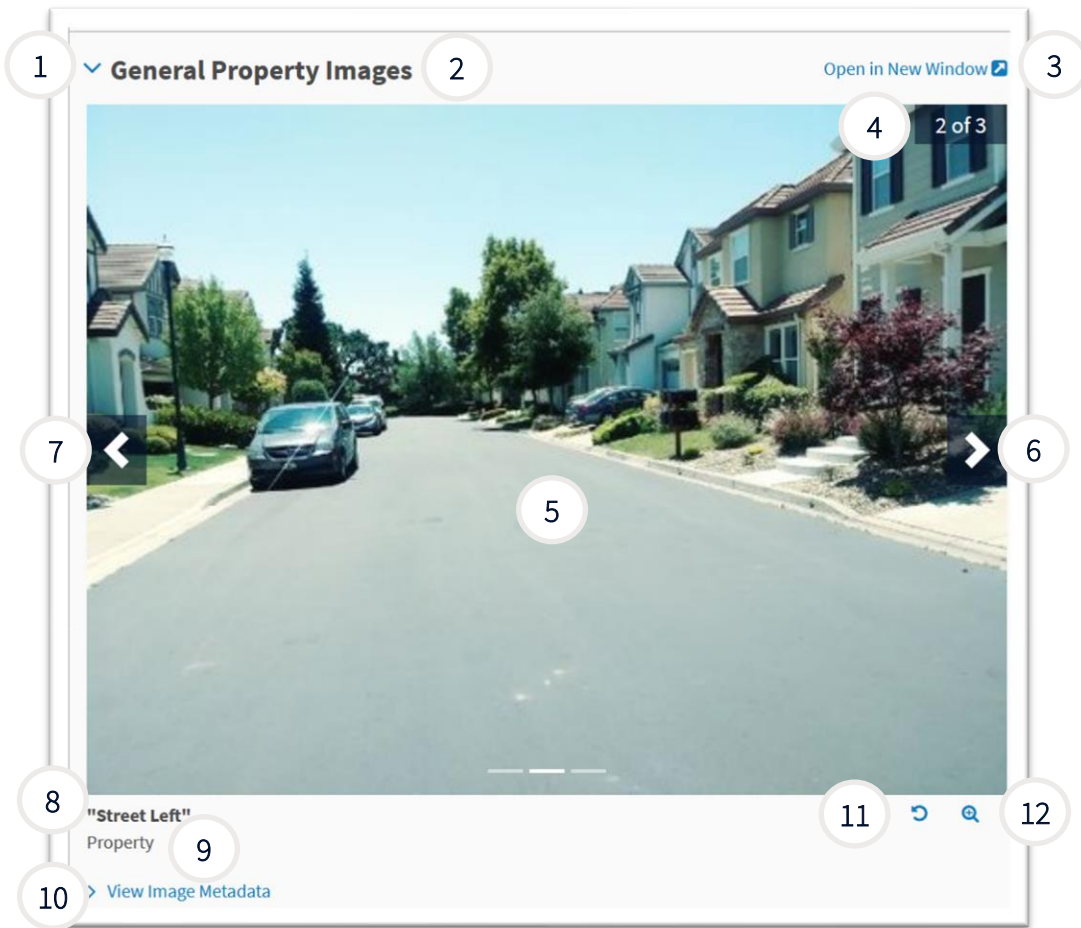 1
General Property Images
2
Open in New Window
3
4
2 of 3
7
6
5
8
"Street Left"
11
12
Property
9
10
View Image Metadata